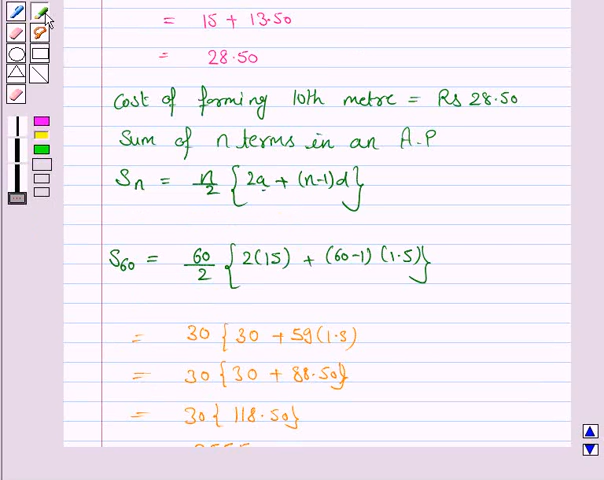 = 15 + 13.50
= 28.50
Cost of forming 10th metre = Rs 28.50
Sum of n terms in an A.P
Sn = n/2 {2a + (n-1)d}
S60 = 60/2 {2(15) + (60-1) (1.5)}
= 30 {30 + 59(1.5)
= 30 {30 + 88.50}
= 30{ 118.50}